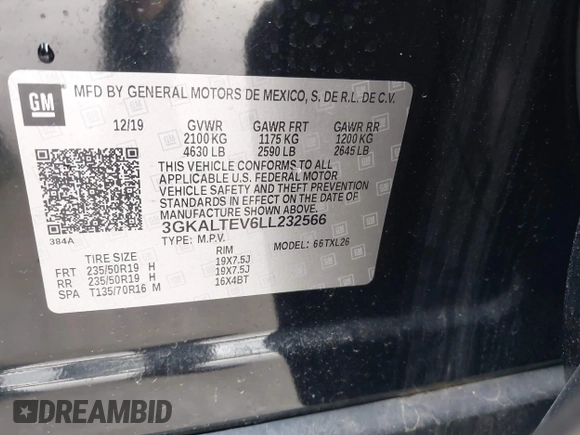 GM
MFD BY GENERAL MOTORS DE MEXICO, S. DE R.L. DE C.V.
12/19 GVWR GAWR FRT GAWR RR
2100 KG 1175 KG 1200 KG
4630 LB 2590 LB 2645 LB
THIS VEHICLE CONFORMS TO ALL
APPLICABLE U.S. FEDERAL MOTOR
VEHICLE SAFETY AND THEFT PREVENTION
STANDARDS IN EFFECT ON THE DATE OF
MANUFACTURE SHOWN ABOVE.
384A
3GKALTEV6LL232566
TYPE: M.P.V. MODEL: 66TXL26
TIRE SIZE RIM
FRT 235/50R19 H 19X7.5J
RR 235/50R19 H 19X7.5J
SPA T135/70R16 M 16X4BT
DREAMBID